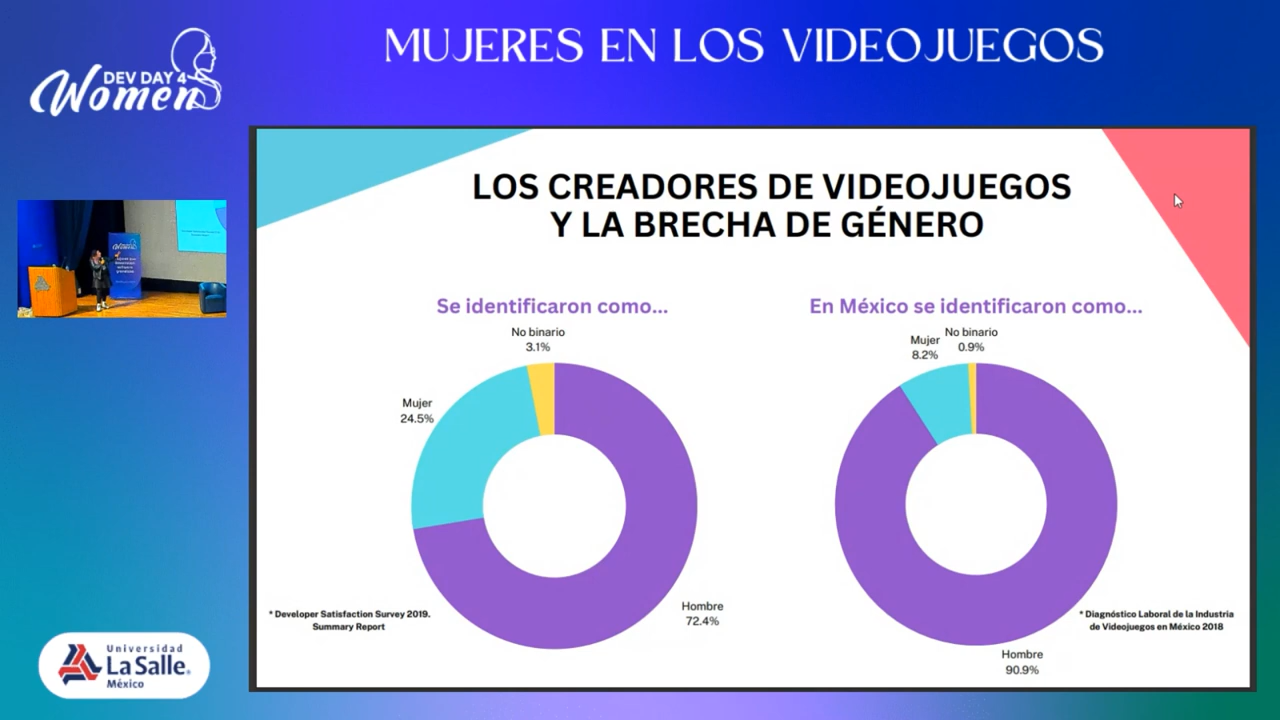 MUJERES EN LOS VIDEOJUEGOS
DEV DAY 4
Women
LOS CREADORES DE VIDEOJUEGOS
Y LA BRECHA DE GÉNERO
Se identificaron como...
No binario
3.1%
Mujer
24.5%
Hombre
72.4%
* Developer Satisfaction Survey 2019.
Summary Report
En México se identificaron como...
No binario
0.9%
Mujer
8.2%
Hombre
90.9%
* Diagnóstico Laboral de la Industria
de Videojuegos en México 2018
Universidad
La Salle®
México